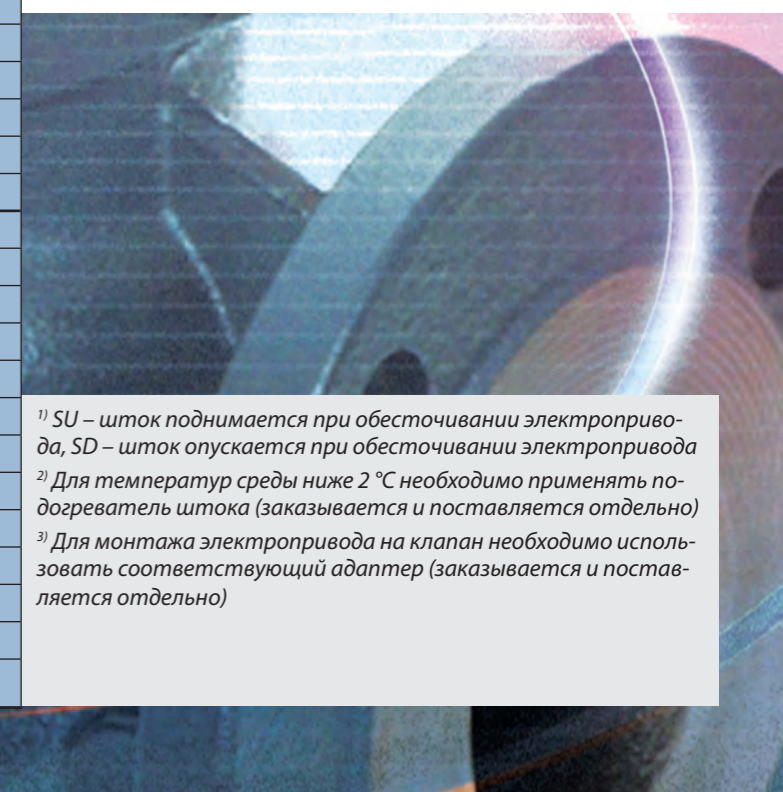 1) SU – шток поднимается при обесточивании электроприво-
да, SD – шток опускается при обесточивании электропривода
2) Для температур среды ниже 2 °С необходимо применять по-
догреватель штока (заказывается и поставляется отдельно)
3) Для монтажа электропривода на клапан необходимо исполь-
зовать соответствующий адаптер (заказывается и постав-
ляется отдельно)